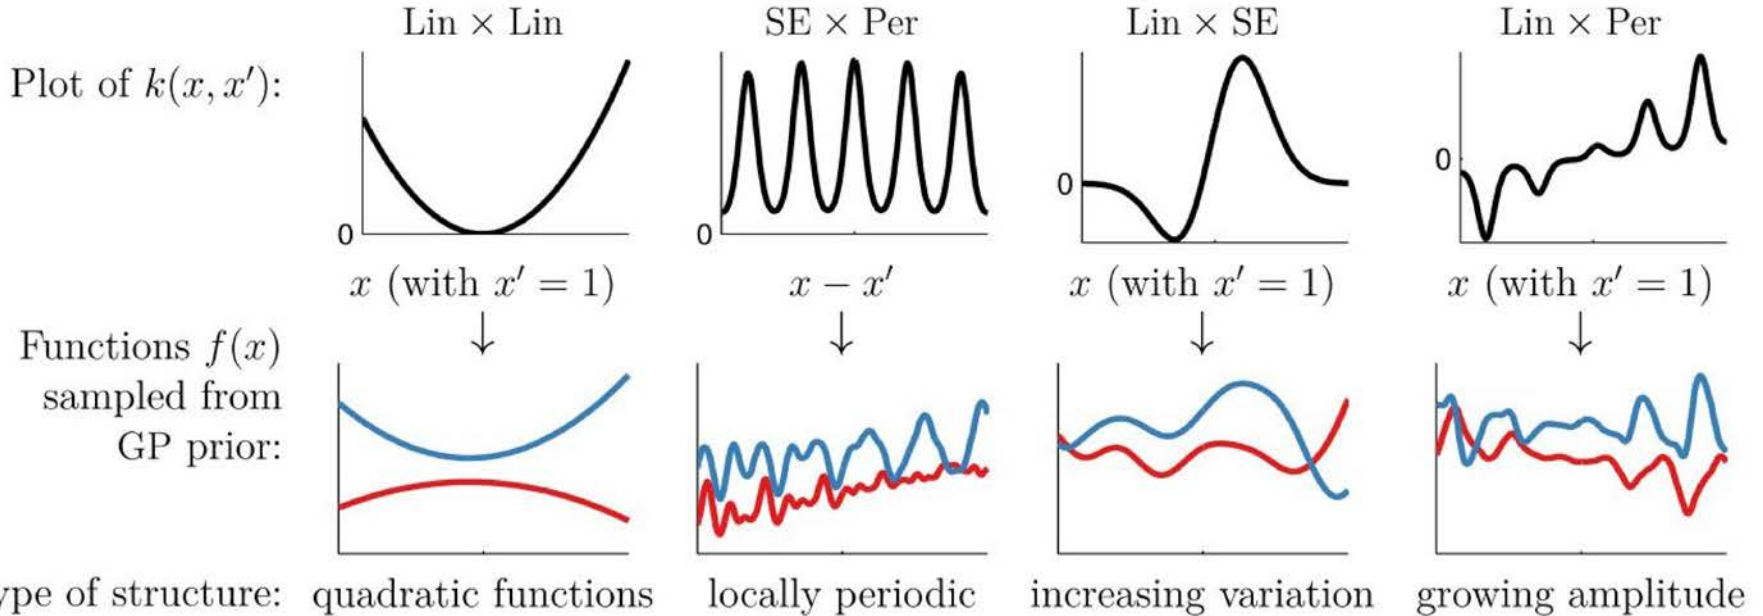 Lin × Lin
SE × Per
Lin × SE
Lin × Per
Plot of k(x, x′):
0
0
0
0
x (with x′ = 1)
x − x′
x (with x′ = 1)
x (with x′ = 1)
↓
↓
↓
↓
Functions f(x)
sampled from
GP prior:
ype of structure:
quadratic functions
locally periodic
increasing variation
growing amplitude